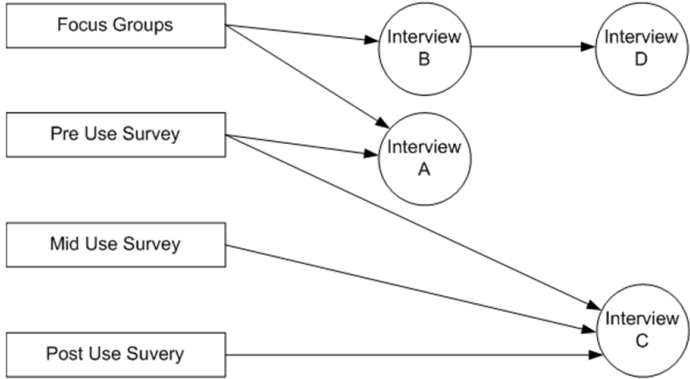 Focus Groups
Interview
B
Interview
D
Pre Use Survey
Interview
A
Mid Use Survey
Interview
C
Post Use Suvery